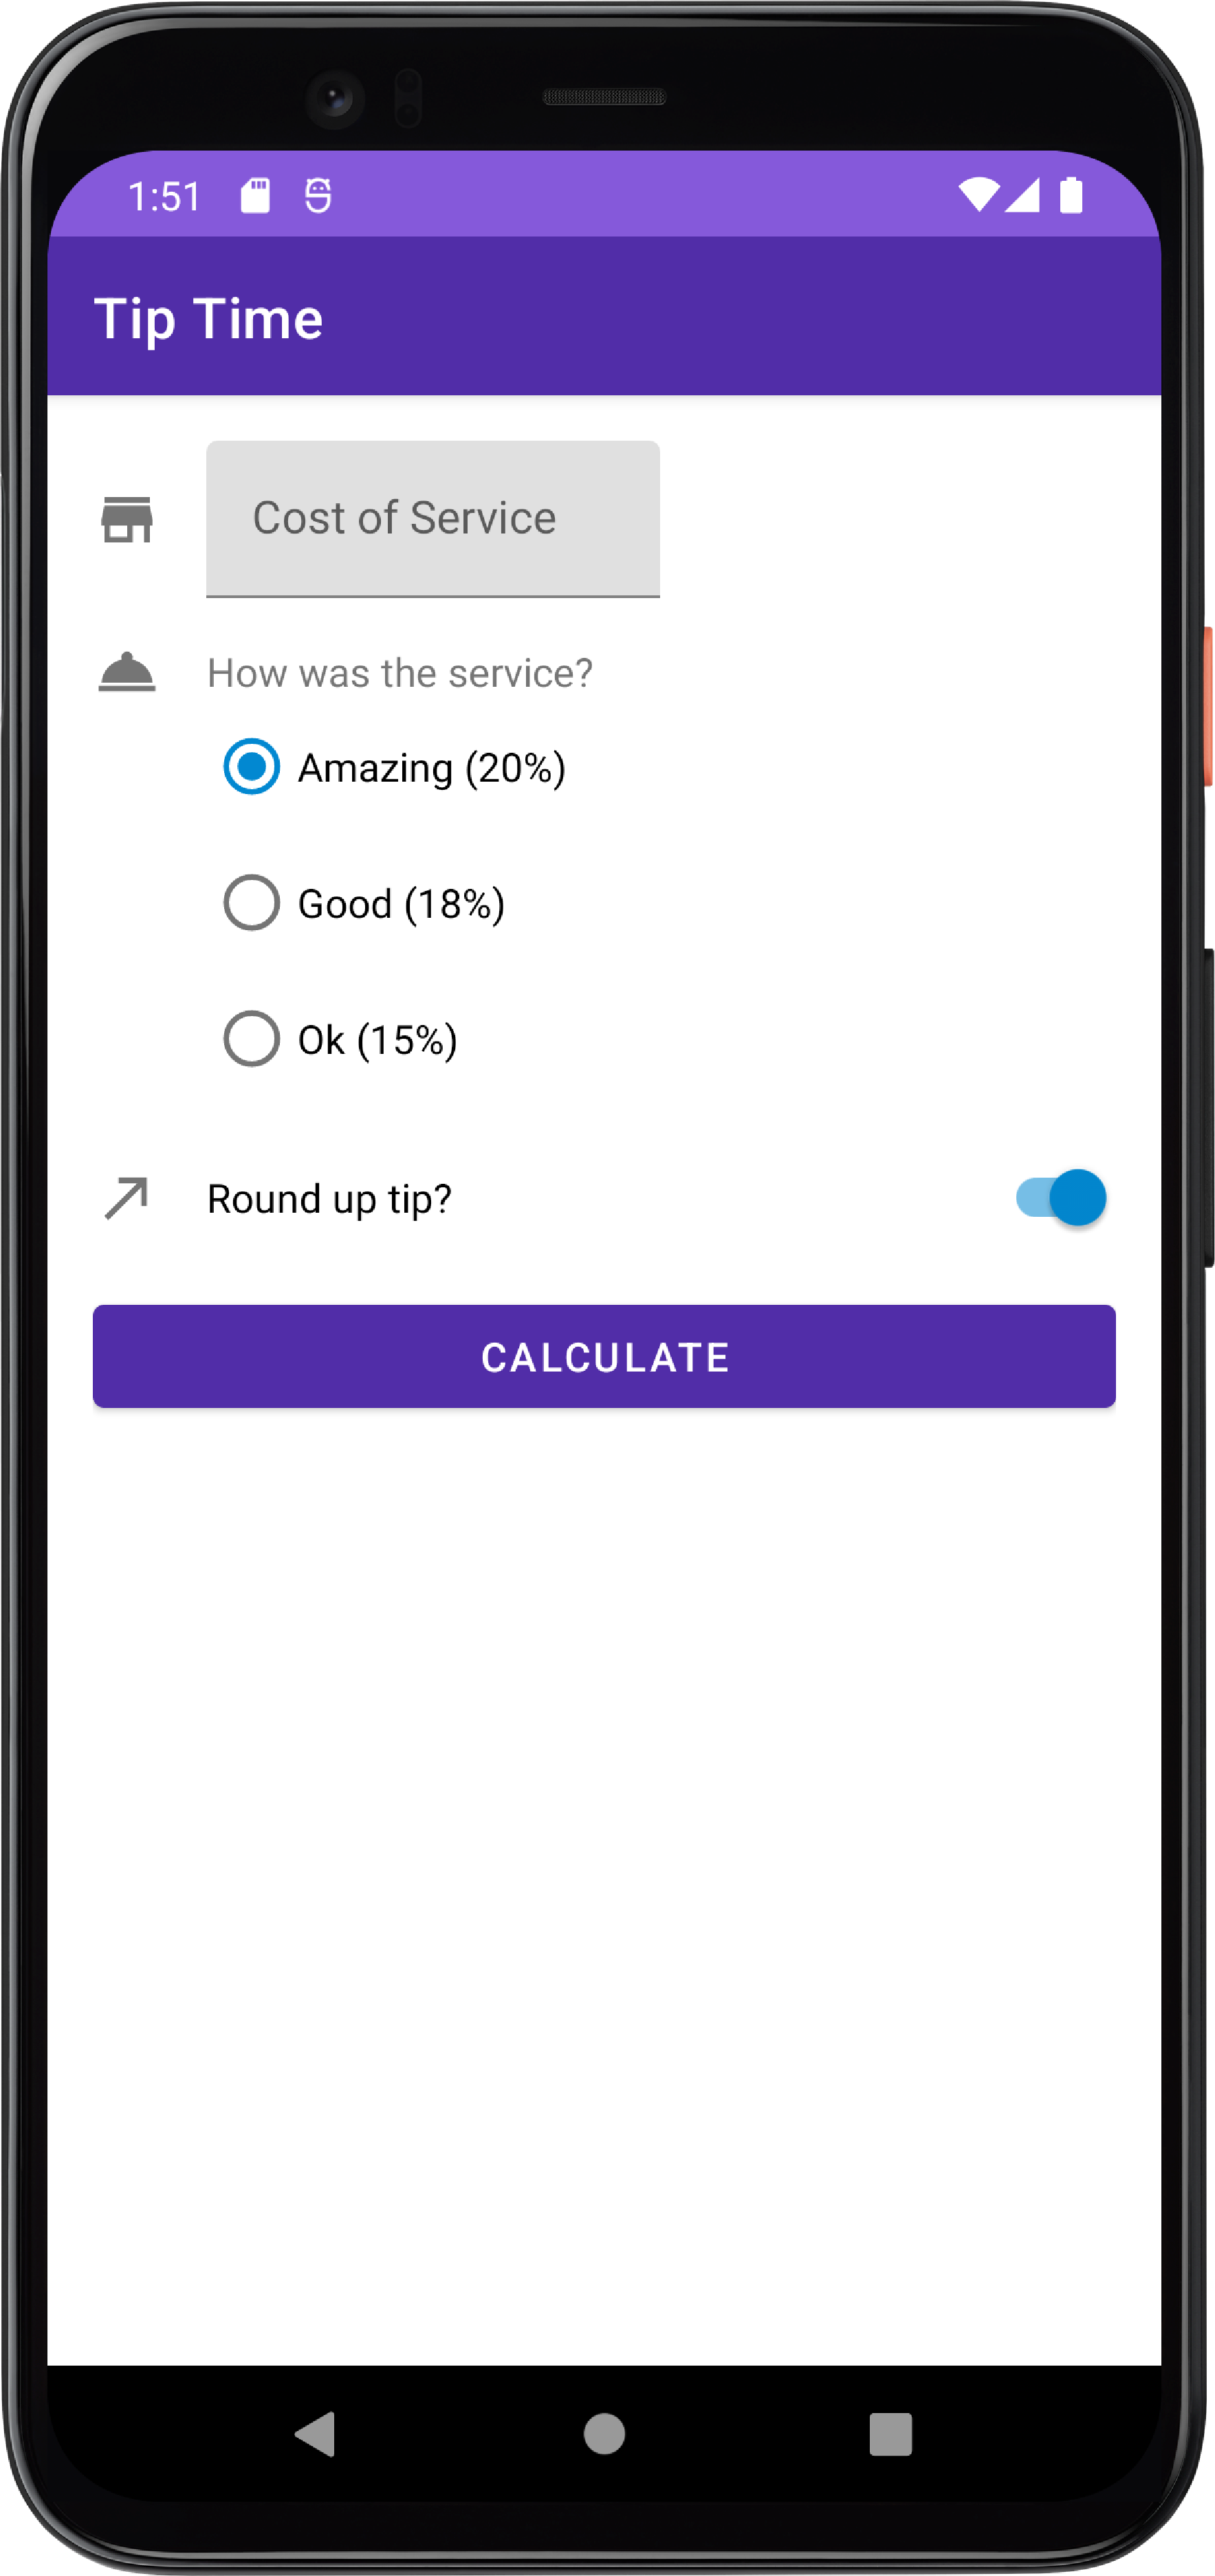 1:51
Tip Time
Cost of Service
How was the service?
Amazing (20%)
Good (18%)
Ok (15%)
Round up tip?
CALCULATE